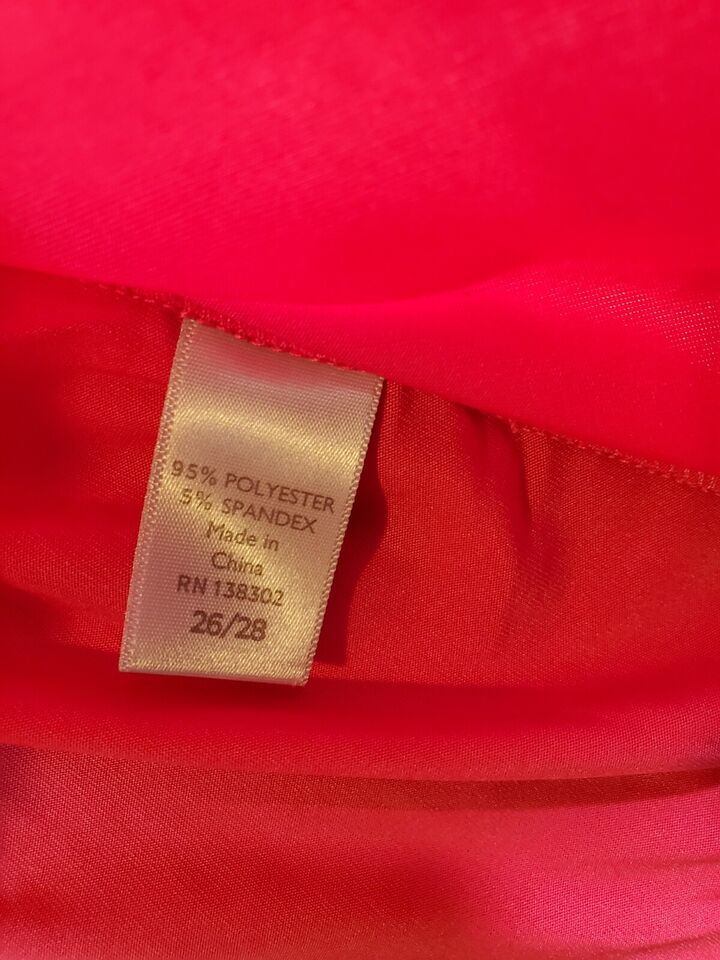 95% POLYESTER
5% SPANDEX
Made in
China
RN 138302
26/28